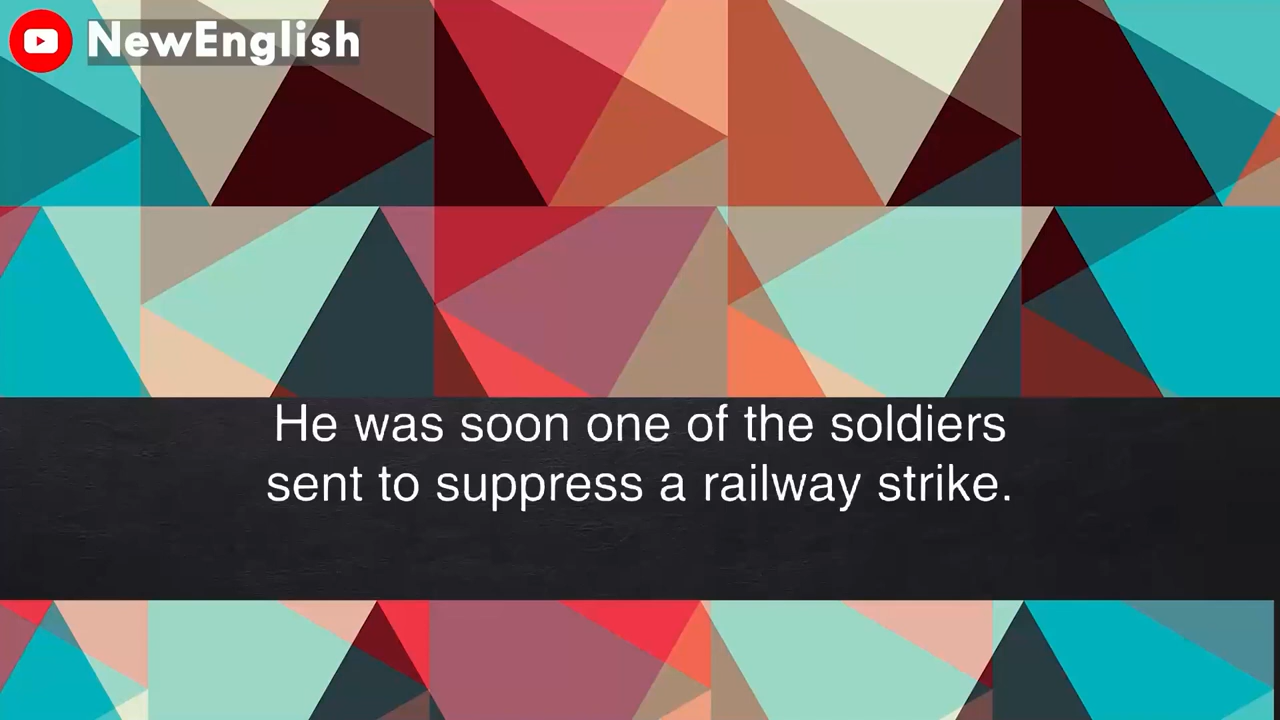 NewEnglish
He was soon one of the soldiers
sent to suppress a railway strike.